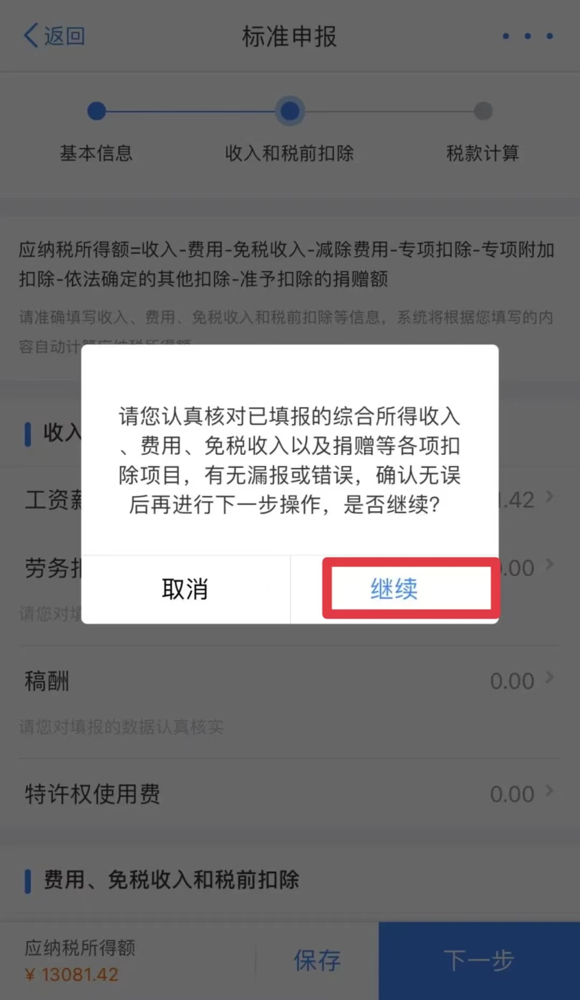 返回
标准申报
基本信息
收入和税前扣除
税款计算
应纳税所得额=收入-费用-免税收入-减除费用-专项扣除-专项附加
扣除-依法确定的其他扣除-准予扣除的捐赠额
请准确填写收入、费用、免税收入和税前扣除等信息，系统将根据您填写的内
容自动计算应纳税所得额
请您认真核对已填报的综合所得收入
、费用、免税收入以及捐赠等各项扣
除项目，有无漏报或错误，确认无误
后再进行下一步操作，是否继续？
取消
继续
收入
工资
.42
劳务
.00
请您对
稿酬
0.00
请您对填报的数据认真核实
特许权使用费
0.00
费用、免税收入和税前扣除
应纳税所得额
¥ 13081.42
保存
下一步